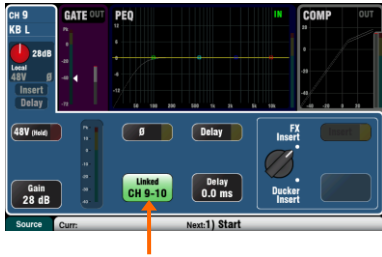 CH 9
KB L
GATE OUT
PEQ
IN
COMP
OUT
28dB
Local
48V Ø
Insert
Delay
48V (Hold)
Ø
Delay
FX
Insert
Insert
Gain
28 dB
Linked
CH 9-10
Delay
0.0 ms
Ducker
Insert
Source
Curr:
Next:1) Start